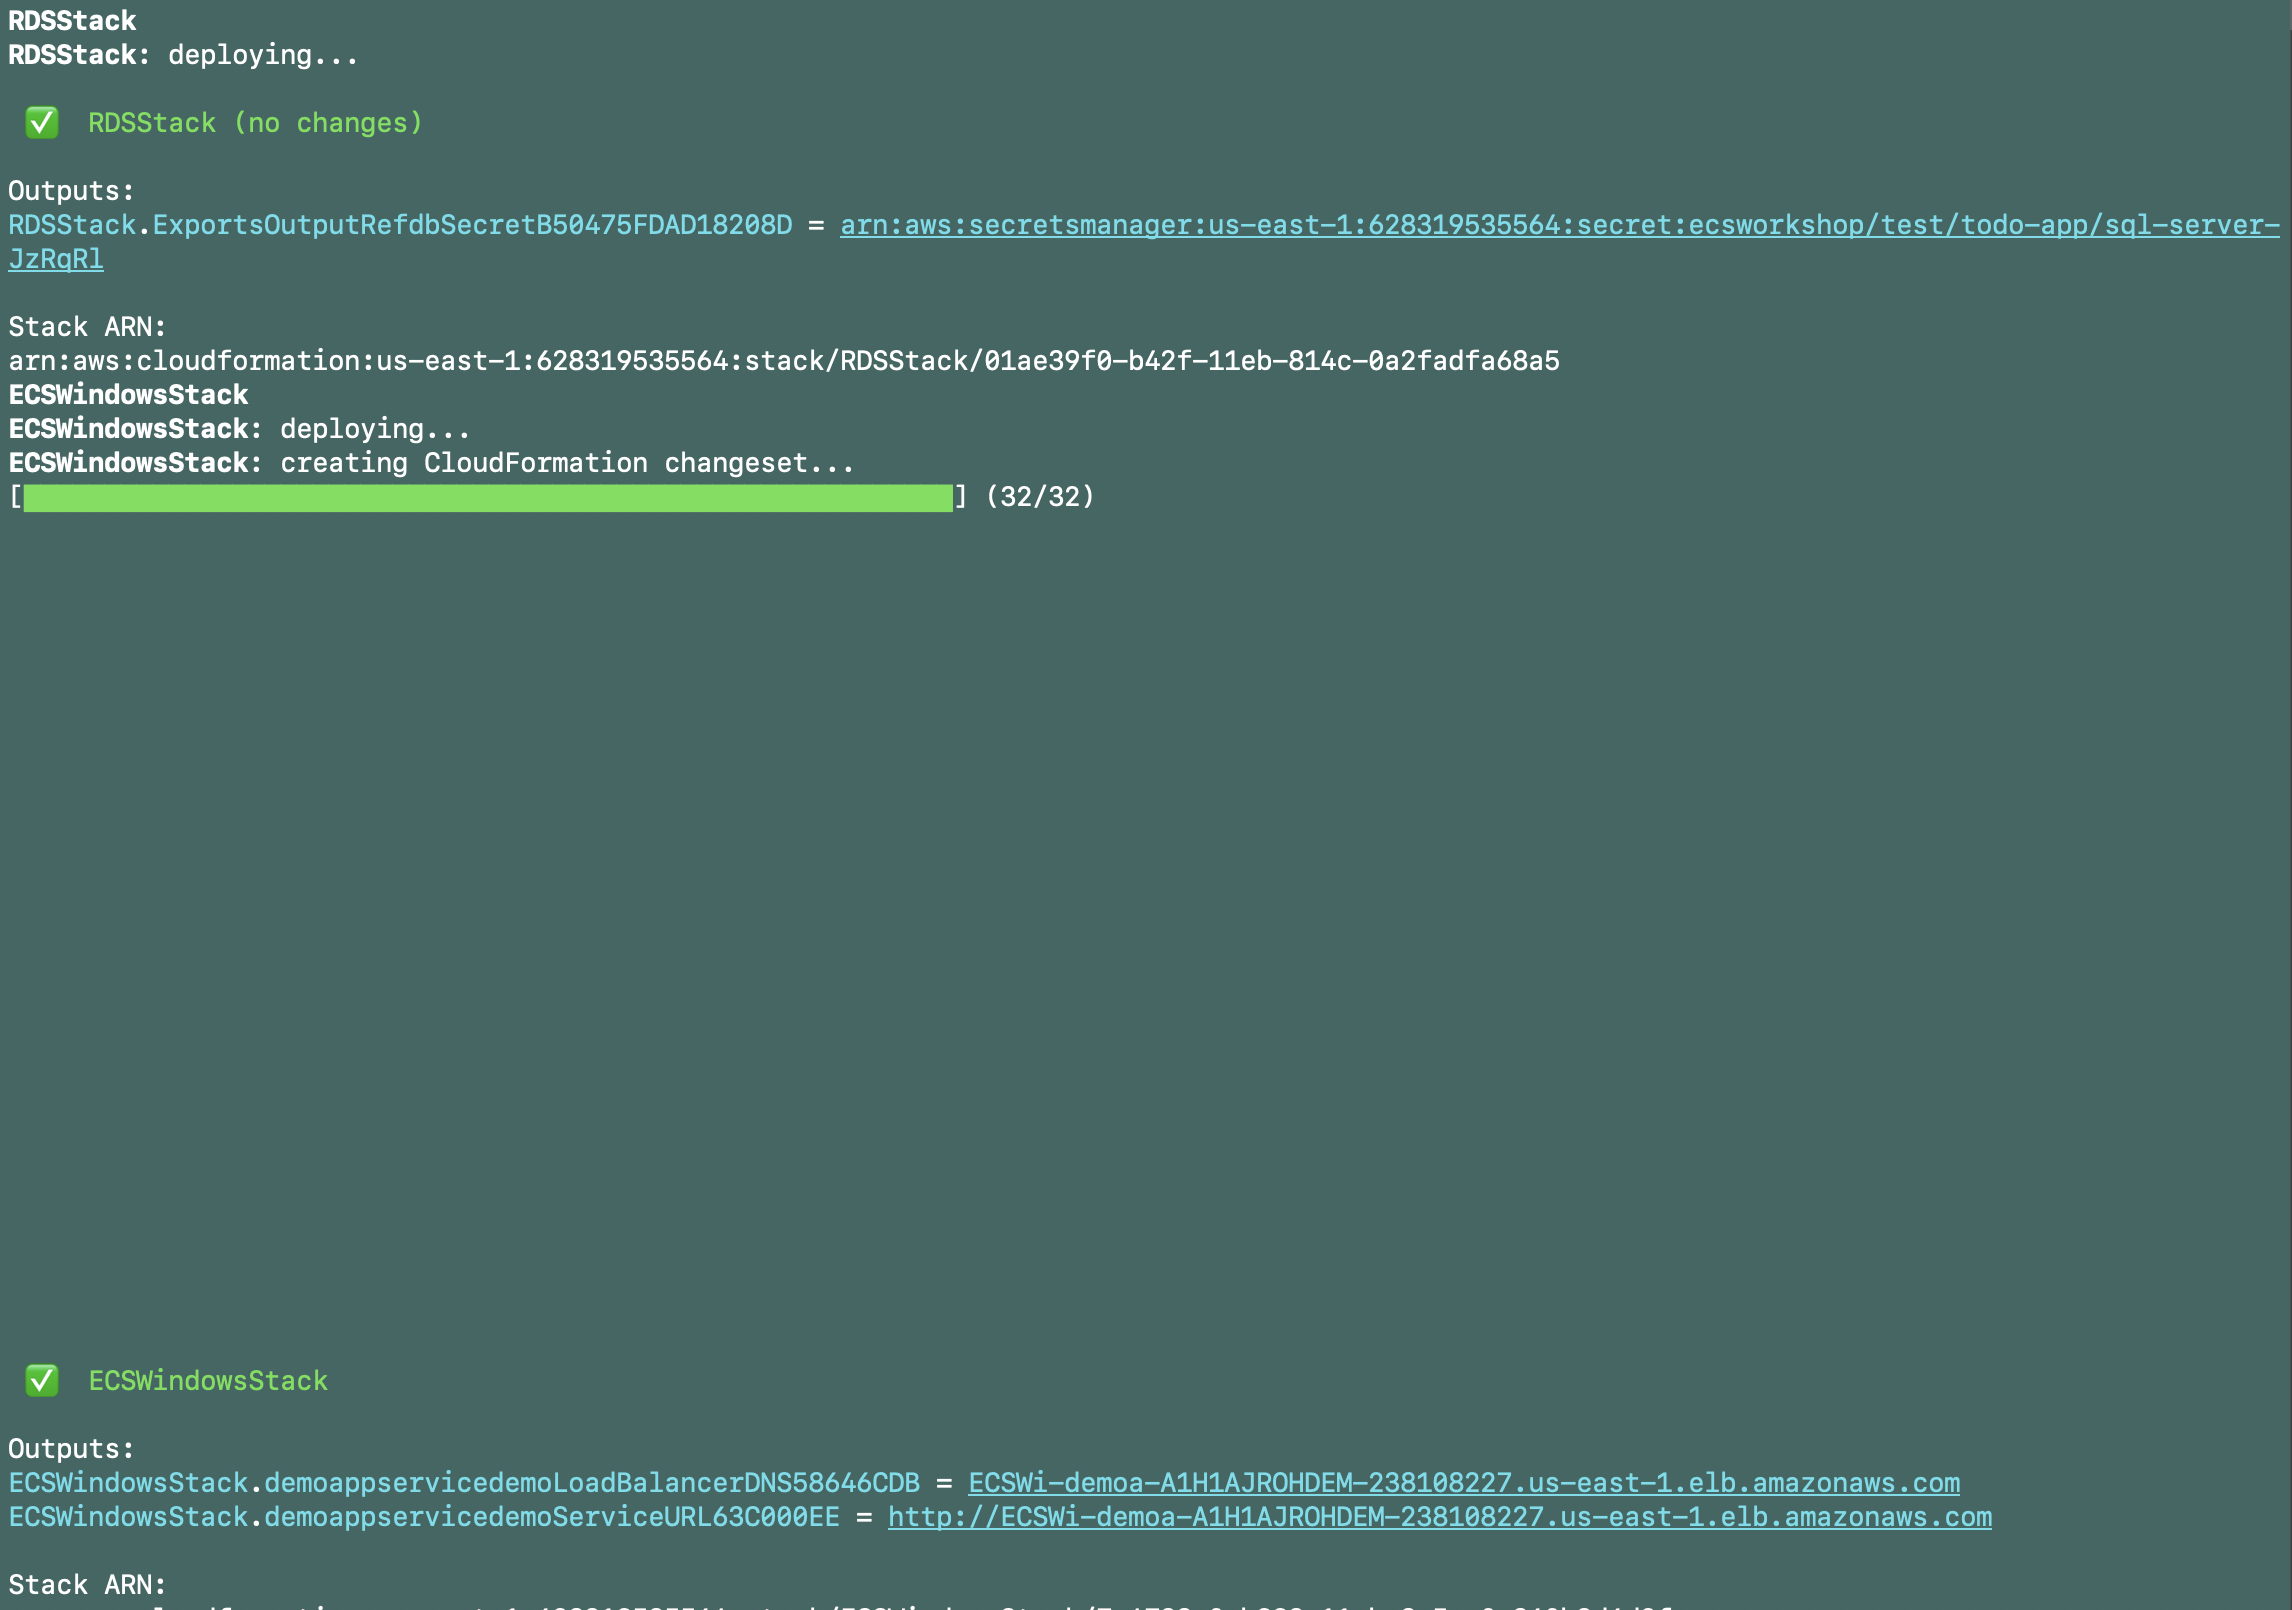 RDSStack
RDSStack: deploying...
✅ RDSStack (no changes)
Outputs:
RDSStack.ExportsOutputRefdbSecretB50475FDAD18208D = arn:aws:secretsmanager:us-east-1:628319535564:secret:ecsworkshop/test/todo-app/sql-server-
JzRqRl
Stack ARN:
arn:aws:cloudformation:us-east-1:628319535564:stack/RDSStack/01ae39f0-b42f-11eb-814c-0a2fadfa68a5
ECSWindowsStack
ECSWindowsStack: deploying...
ECSWindowsStack: creating CloudFormation changeset...
[] (32/32)
✅ ECSWindowsStack
Outputs:
ECSWindowsStack.demoappservicedemoLoadBalancerDNS58646CDB = ECSWi-demoa-A1H1AJROHDEM-238108227.us-east-1.elb.amazonaws.com
ECSWindowsStack.demoappservicedemoServiceURL63C000EE = http://ECSWi-demoa-A1H1AJROHDEM-238108227.us-east-1.elb.amazonaws.com
Stack ARN: